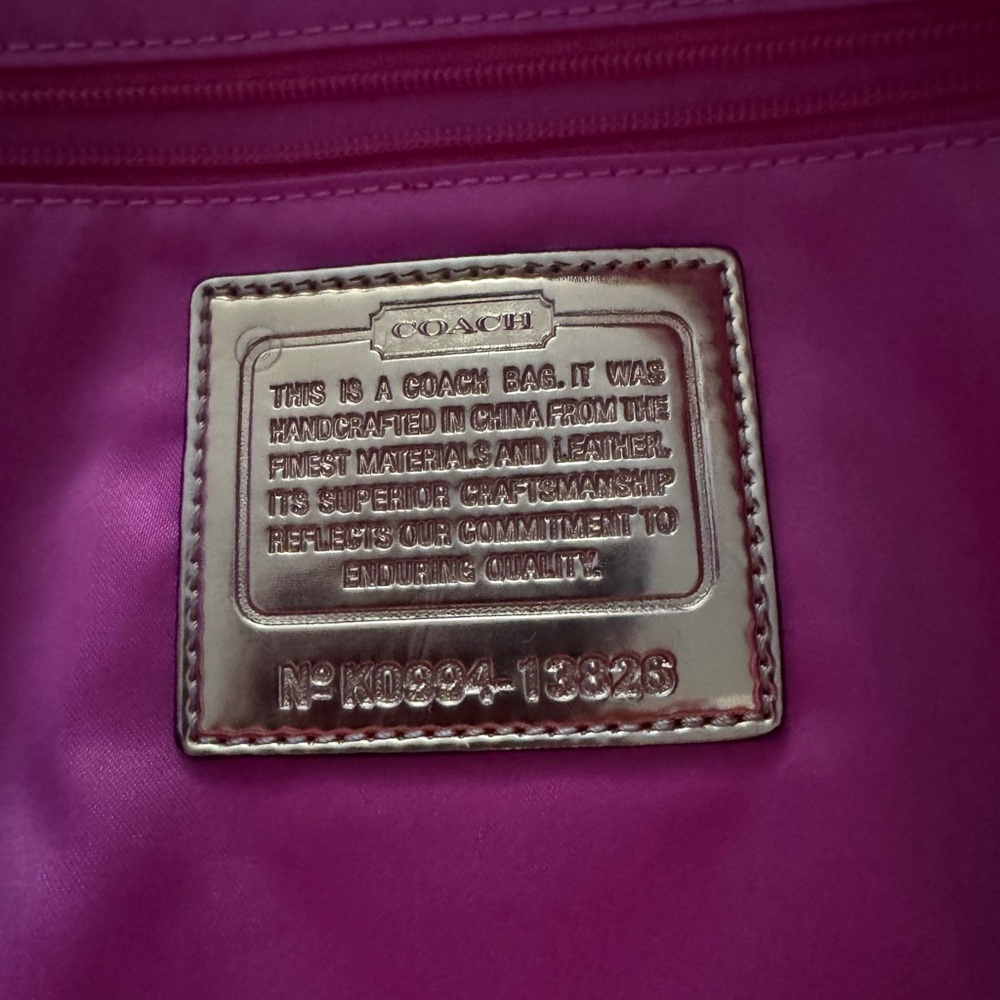 COACH
THIS IS A COACH BAG. IT WAS
HANDCRAFTED IN CHINA FROM THE
FINEST MATERIALS AND LEATHER.
ITS SUPERIOR CRAFTSMANSHIP
REFLECTS OUR COMMITMENT TO
ENDURING QUALITY.
Nº K0994-13826